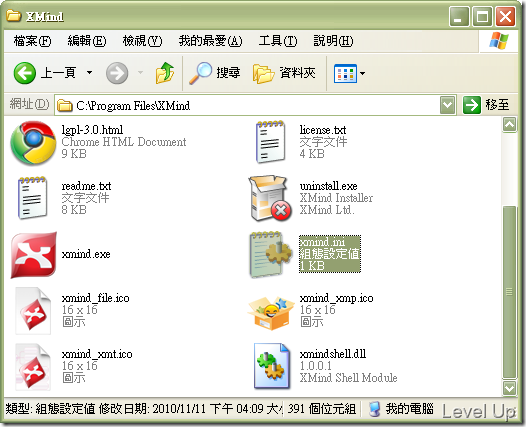 XMind
檔案(F) 編輯(E) 檢視(V) 我的最愛(A) 工具(T) 說明(H)
上一頁 搜尋 資料夾
網址(D) C:\Program Files\XMind 移至
lgpl-3.0.html
Chrome HTML Document
9 KB
license.txt
文字文件
4 KB
readme.txt
文字文件
8 KB
uninstall.exe
XMind Installer
XMind Ltd.
xmind.exe
xmind.ini
組態設定值
1 KB
xmind_file.ico
16 x 16
圖示
xmind_xmp.ico
16 x 16
圖示
xmind_xmt.ico
16 x 16
圖示
xmindshell.dll
1.0.0.1
XMind Shell Module
類型: 組態設定值 修改日期: 2010/11/11 下午 04:09 大小 391 個位元組 我的電腦
Level Up